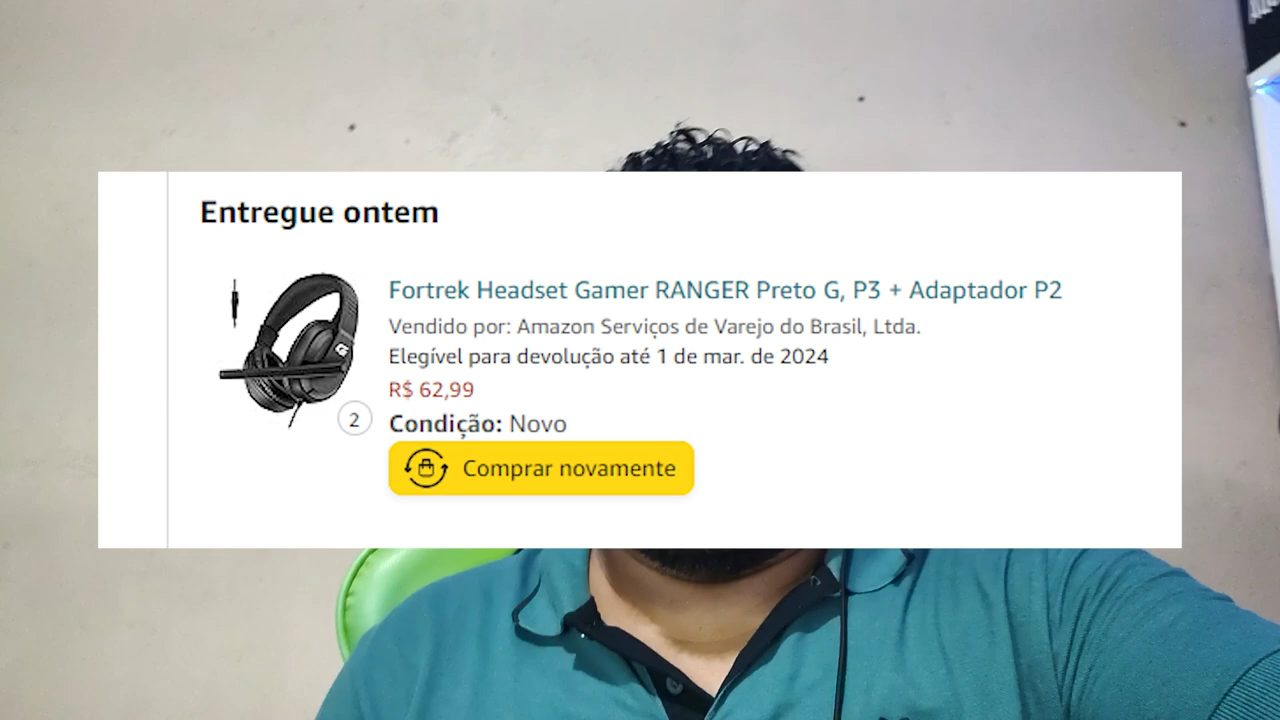 Entregue ontem
Fortrek Headset Gamer RANGER Preto G, P3 + Adaptador P2
Vendido por: Amazon Serviços de Varejo do Brasil, Ltda.
Elegível para devolução até 1 de mar. de 2024
R$ 62,99
2
Condição: Novo
Comprar novamente